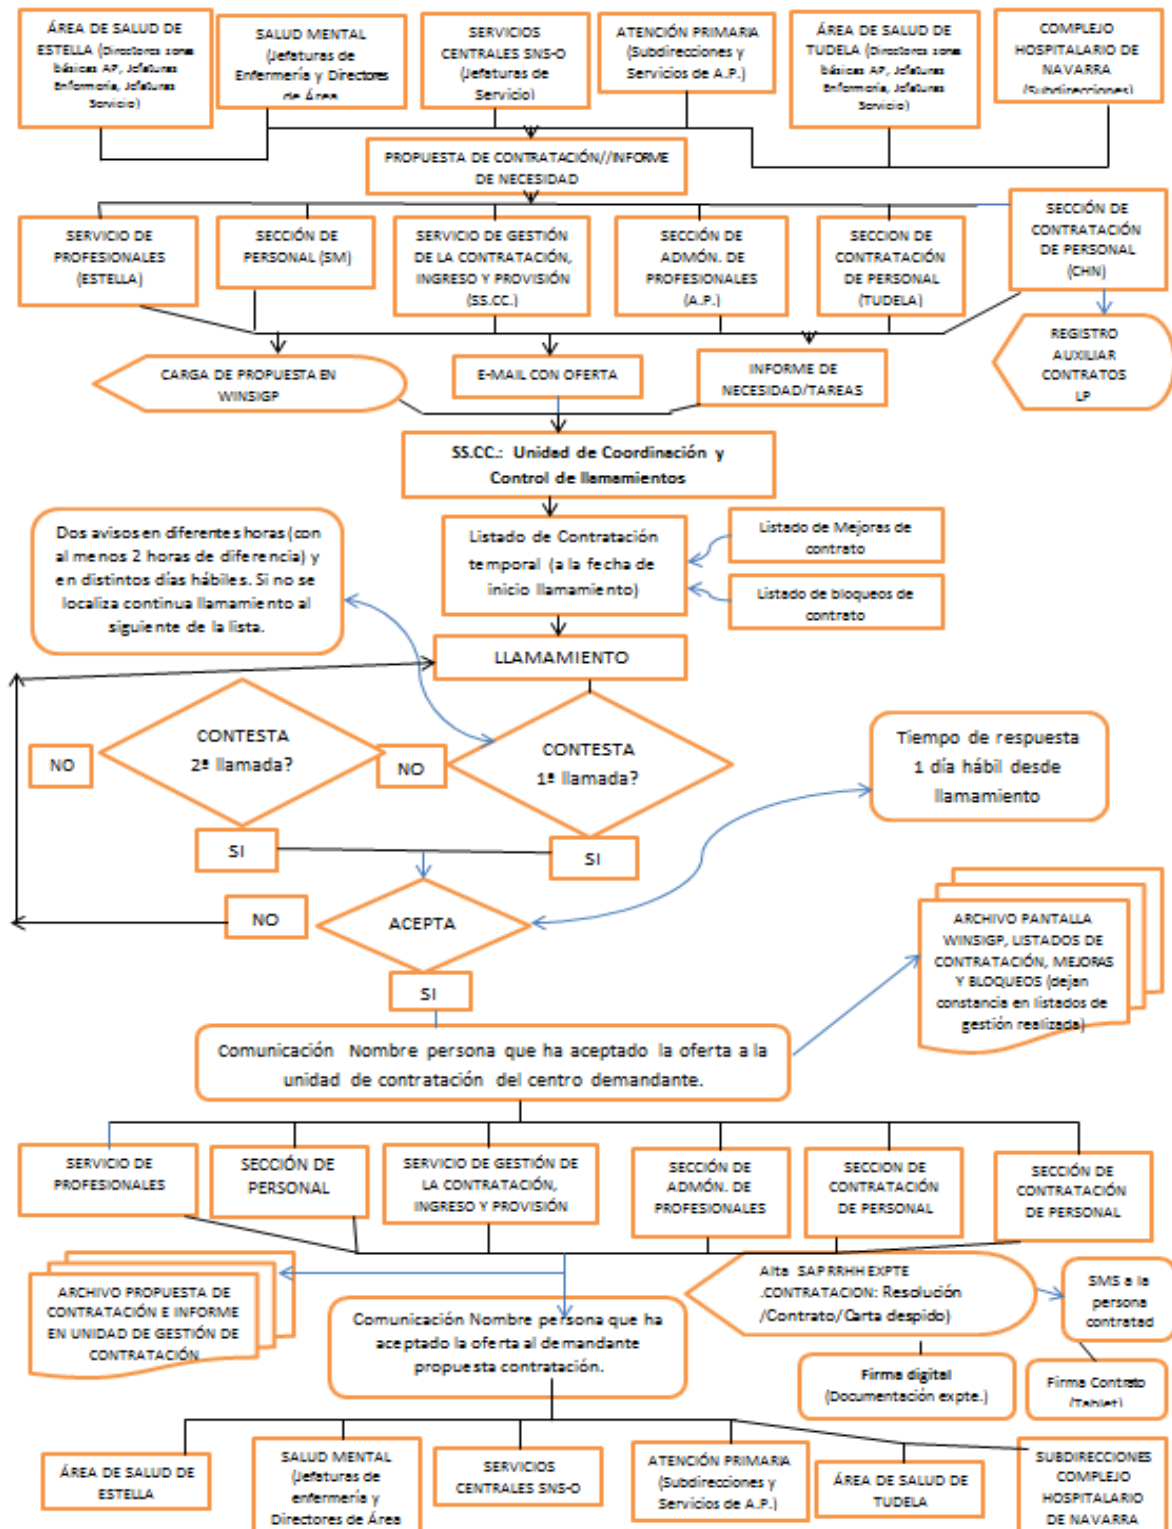 ÁREA DE SALUD DE
ESTELLA (Directores zonas
básicas AP, Jefaturas
Enfermería, Jefaturas
Servicio)
SALUD MENTAL
(Jefaturas de
Enfermería y Directores
de Área
SERVICIOS
CENTRALES SNS-O
(Jefaturas de
Servicio)
ATENCIÓN PRIMARIA
(Subdirecciones y
Servicios de A.P.)
ÁREA DE SALUD DE
TUDELA (Directores zonas
básicas AP, Jefaturas
Enfermería, Jefaturas
Servicio)
COMPLEJO
HOSPITALARIO DE
NAVARRA
(Subdirecciones)
PROPUESTA DE CONTRATACIÓN//INFORME
DE NECESIDAD
SERVICIO DE
PROFESIONALES
(ESTELLA)
SECCIÓN DE
PERSONAL (SM)
SERVICIO DE GESTIÓN
DE LA CONTRATACIÓN,
INGRESO Y PROVISIÓN
(SS.CC.)
SECCIÓN DE
ADMÓN. DE
PROFESIONALES
(A.P.)
SECCION DE
CONTRATACIÓN
DE PERSONAL
(TUDELA)
SECCIÓN DE
CONTRATACIÓN
DE PERSONAL
(CHN)
CARGA DE PROPUESTA EN
WINSIGP
E-MAIL CON OFERTA
INFORME DE
NECESIDAD/TAREAS
REGISTRO
AUXILIAR
CONTRATOS
LP
SS.CC.: Unidad de Coordinación y
Control de llamamientos
Dos avisos en diferentes horas (con
al menos 2 horas de diferencia) y
en distintos días hábiles. Si no se
localiza continua llamamiento al
siguiente de la lista.
Listado de Contratación
temporal (a la fecha de
inicio llamamiento)
Listado de Mejoras de
contrato
Listado de bloqueos de
contrato
LLAMAMIENTO
NO
CONTESTA
2ª llamada?
NO
CONTESTA
1ª llamada?
Tiempo de respuesta
1 día hábil desde
llamamiento
SI
SI
NO
ACEPTA
SI
ARCHIVO PANTALLA
WINSIGP, LISTADOS DE
CONTRATACIÓN, MEJORAS
Y BLOQUEOS (dejan
constancia en listados de
gestión realizada)
Comunicación Nombre persona que ha aceptado la oferta a la
unidad de contratación del centro demandante.
SERVICIO DE
PROFESIONALES
SECCIÓN DE
PERSONAL
SERVICIO DE GESTIÓN DE
LA CONTRATACIÓN,
INGRESO Y PROVISIÓN
SECCIÓN DE
ADMÓN. DE
PROFESIONALES
SECCION DE
CONTRATACIÓN
DE PERSONAL
SECCIÓN DE
CONTRATACIÓN
DE PERSONAL
ARCHIVO PROPUESTA DE
CONTRATACIÓN E INFORME
EN UNIDAD DE GESTIÓN DE
CONTRATACIÓN
Comunicación Nombre persona que ha
aceptado la oferta al demandante
propuesta contratación.
Alta SAP RRHH EXPTE
.CONTRATACION: Resolución
/Contrato/Carta despido)
SMS a la
persona
contratad
Firma digital
(Documentación expte.)
Firma Contrato
(Tablet)
ÁREA DE SALUD DE
ESTELLA
SALUD MENTAL
(Jefaturas de
enfermería y
Directores de Área
SERVICIOS
CENTRALES SNS-O
ATENCIÓN PRIMARIA
(Subdirecciones y
Servicios de A.P.)
ÁREA DE SALUD DE
TUDELA
SUBDIRECCIONES
COMPLEJO
HOSPITALARIO
DE NAVARRA